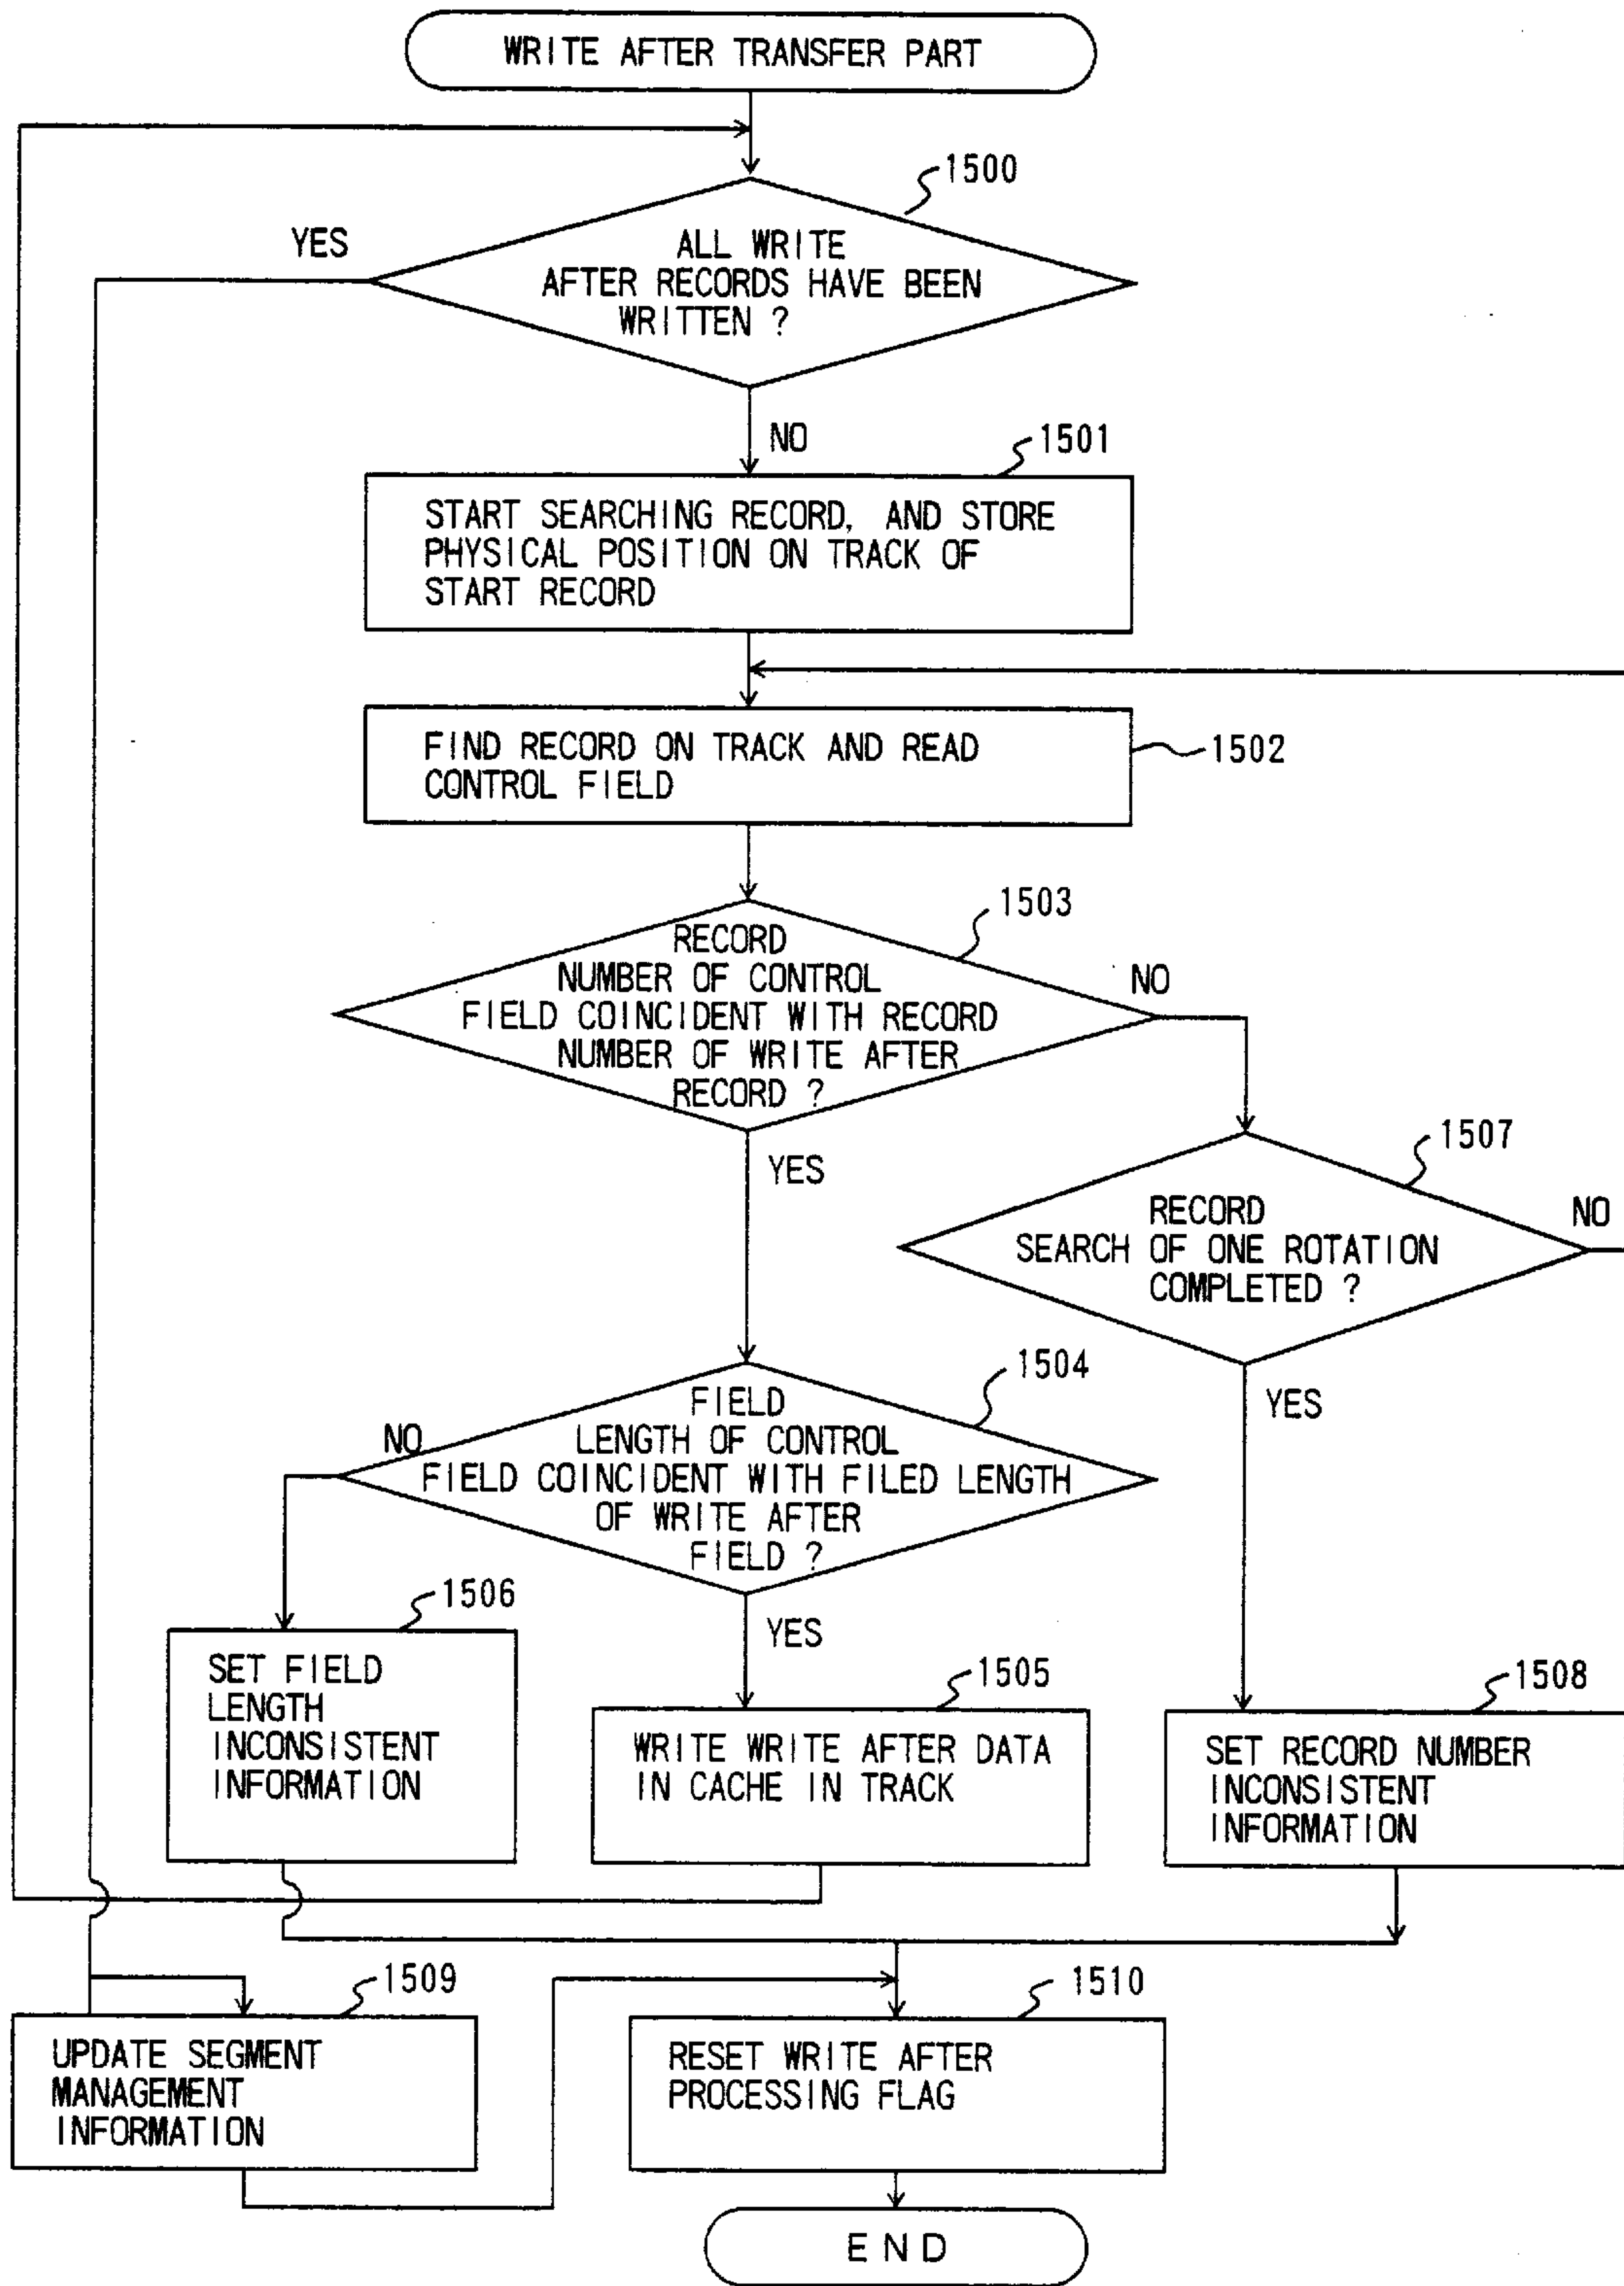 WRITE AFTER TRANSFER PART
1500
YES
ALL WRITE
AFTER RECORDS HAVE BEEN
WRITTEN ?
NO
1501
START SEARCHING RECORD, AND STORE
PHYSICAL POSITION ON TRACK OF
START RECORD
FIND RECORD ON TRACK AND READ
CONTROL FIELD
1502
1503
RECORD
NUMBER OF CONTROL
FIELD COINCIDENT WITH RECORD
NUMBER OF WRITE AFTER
RECORD ?
NO
YES
1507
RECORD
SEARCH OF ONE ROTATION
COMPLETED ?
NO
YES
1504
FIELD
LENGTH OF CONTROL
FIELD COINCIDENT WITH FILED LENGTH
OF WRITE AFTER
FIELD ?
NO
YES
1506
SET FIELD
LENGTH
INCONSISTENT
INFORMATION
1505
WRITE WRITE AFTER DATA
IN CACHE IN TRACK
1508
SET RECORD NUMBER
INCONSISTENT
INFORMATION
1509
UPDATE SEGMENT
MANAGEMENT
INFORMATION
1510
RESET WRITE AFTER
PROCESSING FLAG
END